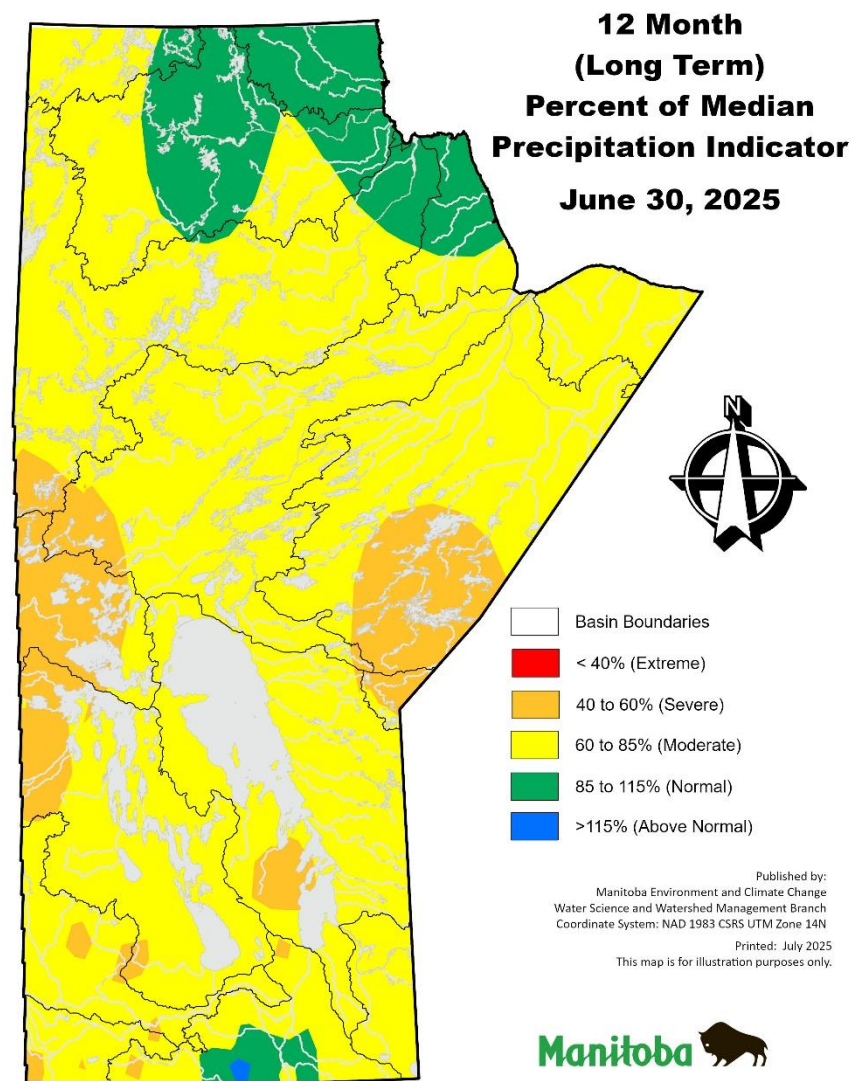 12 Month
(Long Term)
Percent of Median
Precipitation Indicator
June 30, 2025
N
Basin Boundaries
< 40% (Extreme)
40 to 60% (Severe)
60 to 85% (Moderate)
85 to 115% (Normal)
>115% (Above Normal)
Published by:
Manitoba Environment and Climate Change
Water Science and Watershed Management Branch
Coordinate System: NAD 1983 CSRS UTM Zone 14N
Printed: July 2025
This map is for illustration purposes only.
Manitoba